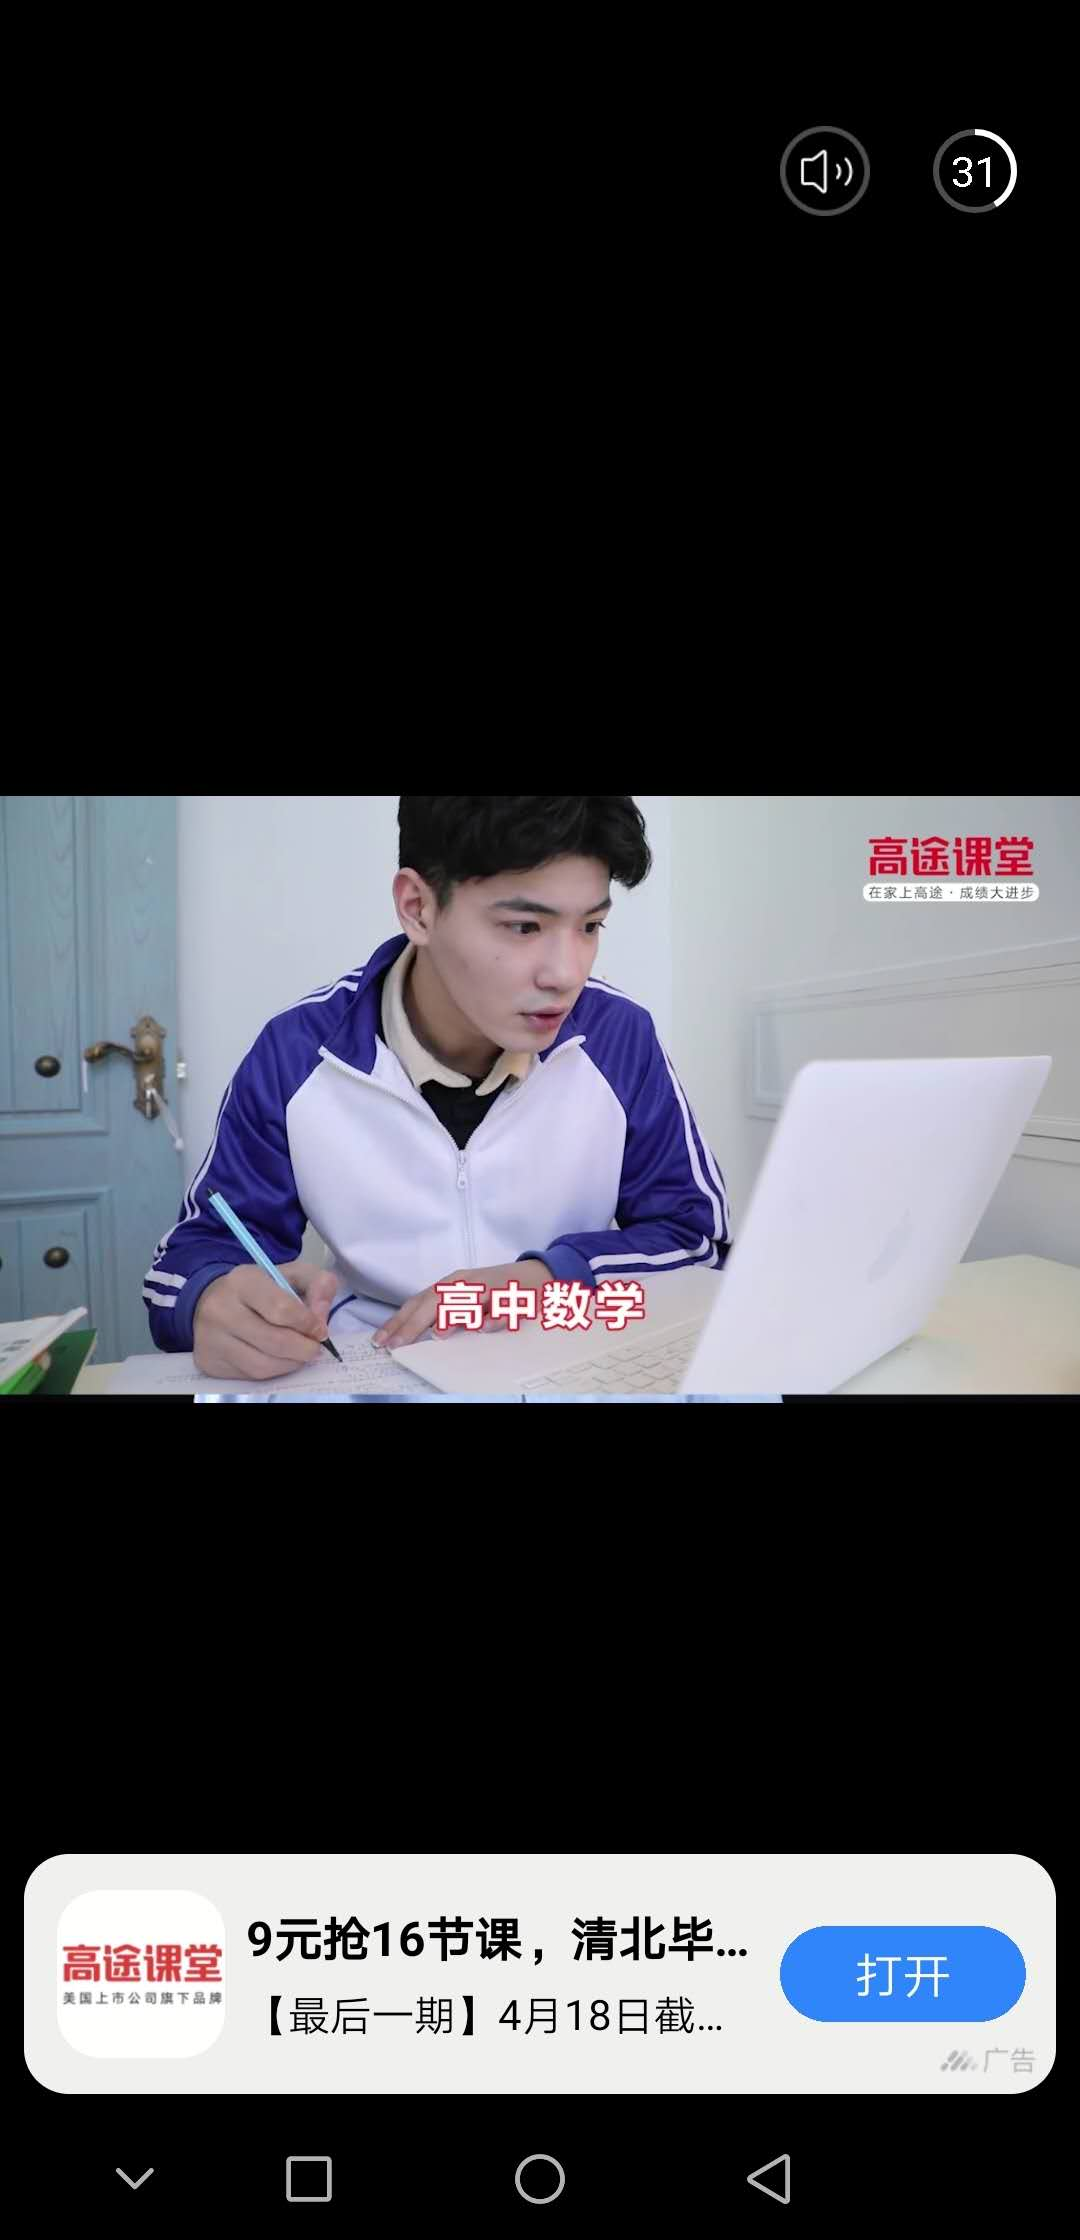 31
高途课堂
在家上高途·成绩大进步
高中数学
高途课堂
美国上市公司旗下品牌
9元抢16节课，清北毕...
【最后一期】4月18日截...
打开
广告